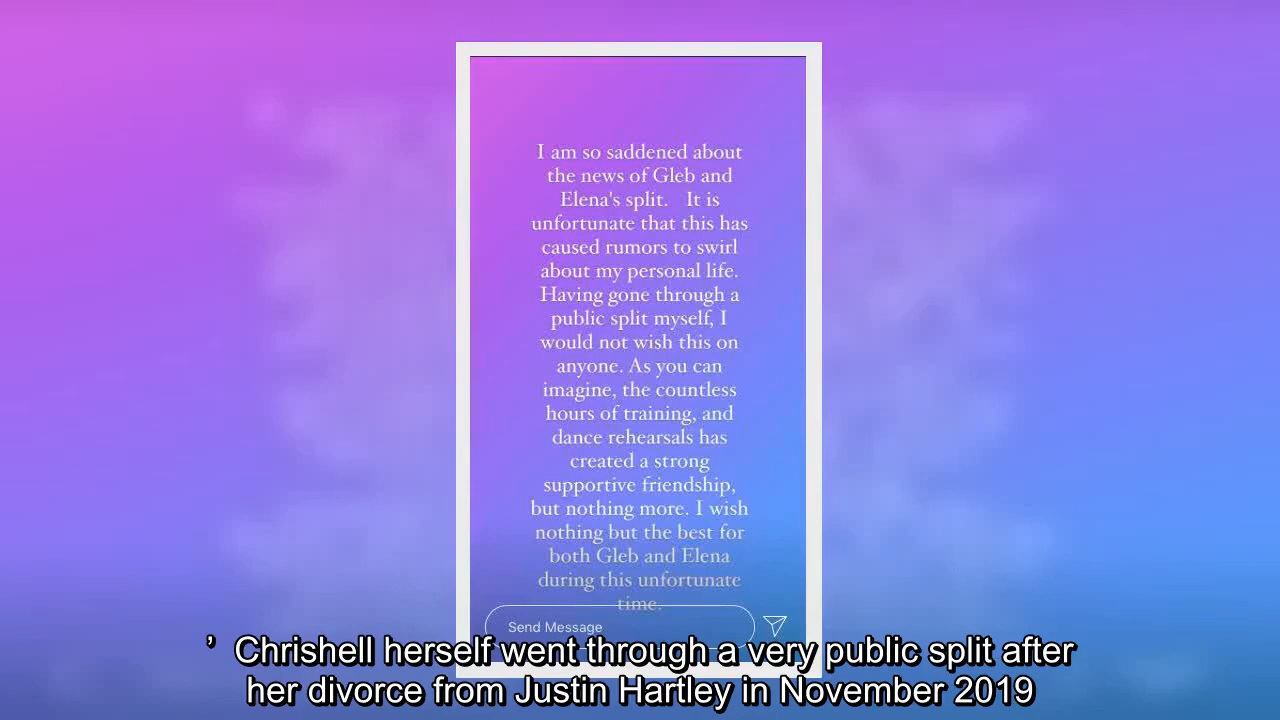 I am so saddened about
the news of Gleb and
Elena's split. It is
unfortunate that this has
caused rumors to swirl
about my personal life.
Having gone through a
public split myself, I
would not wish this on
anyone. As you can
imagine, the countless
hours of training, and
dance rehearsals has
created a strong
supportive friendship,
but nothing more. I wish
nothing but the best for
both Gleb and Elena
during this unfortunate
time.
Send Message
’ Chrishell herself went through a very public split after
her divorce from Justin Hartley in November 2019